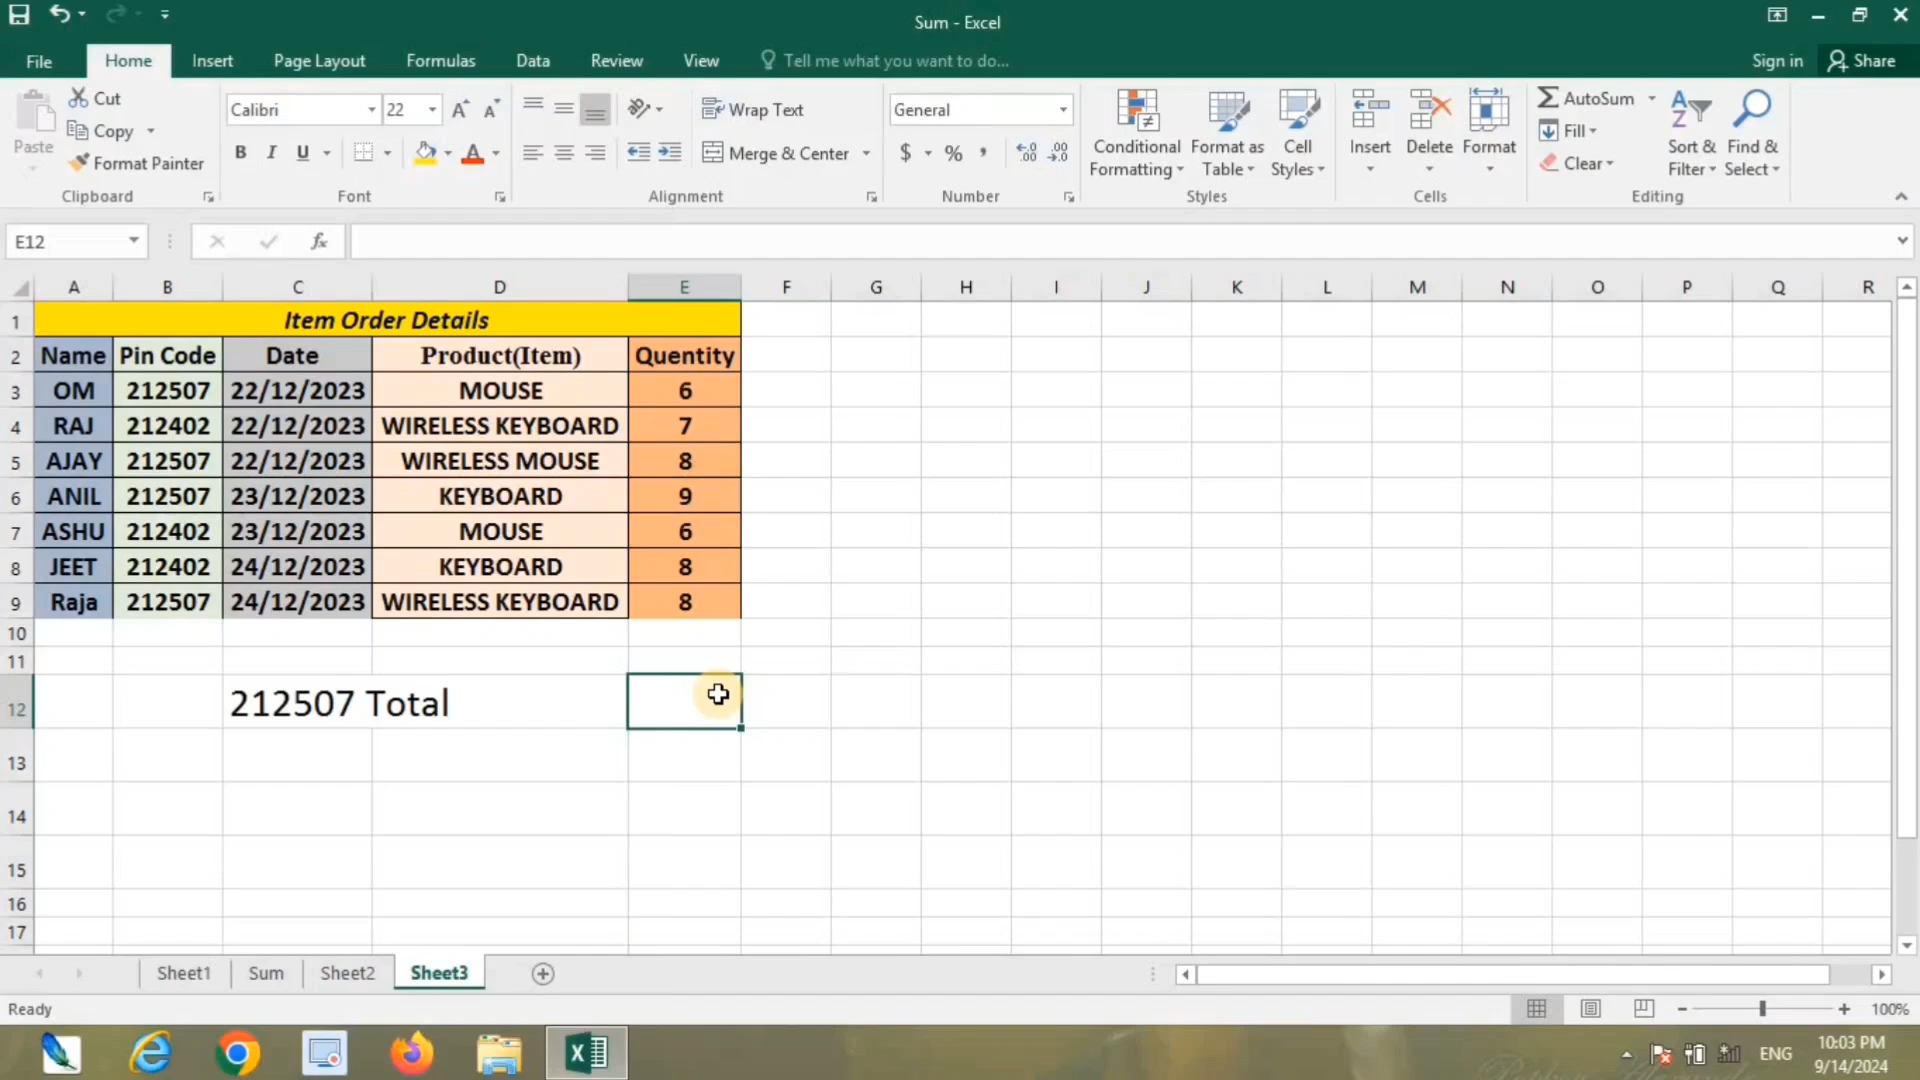 Sum - Excel
File Home Insert Page Layout Formulas Data Review View Tell me what you want to do... Sign in Share
Cut
Copy
Format Painter
Paste
Clipboard
Calibri 22
B I U
Font
Wrap Text
Merge & Center
Alignment
General
$ % ,
Number
Conditional Formatting
Format as Table
Cell Styles
Styles
Insert Delete Format
Cells
AutoSum
Fill
Clear
Sort & Filter
Find & Select
Editing
E12 fx
A B C D E F G H I J K L M N O P Q R
1 Item Order Details
2 Name Pin Code Date Product(Item) Quentity
3 OM 212507 22/12/2023 MOUSE 6
4 RAJ 212402 22/12/2023 WIRELESS KEYBOARD 7
5 AJAY 212507 22/12/2023 WIRELESS MOUSE 8
6 ANIL 212507 23/12/2023 KEYBOARD 9
7 ASHU 212402 23/12/2023 MOUSE 6
8 JEET 212402 24/12/2023 KEYBOARD 8
9 Raja 212507 24/12/2023 WIRELESS KEYBOARD 8
10
11
12 212507 Total
13
14
15
16
17
Sheet1 Sum Sheet2 Sheet3
Ready 100%
ENG 10:03 PM
9/14/2024